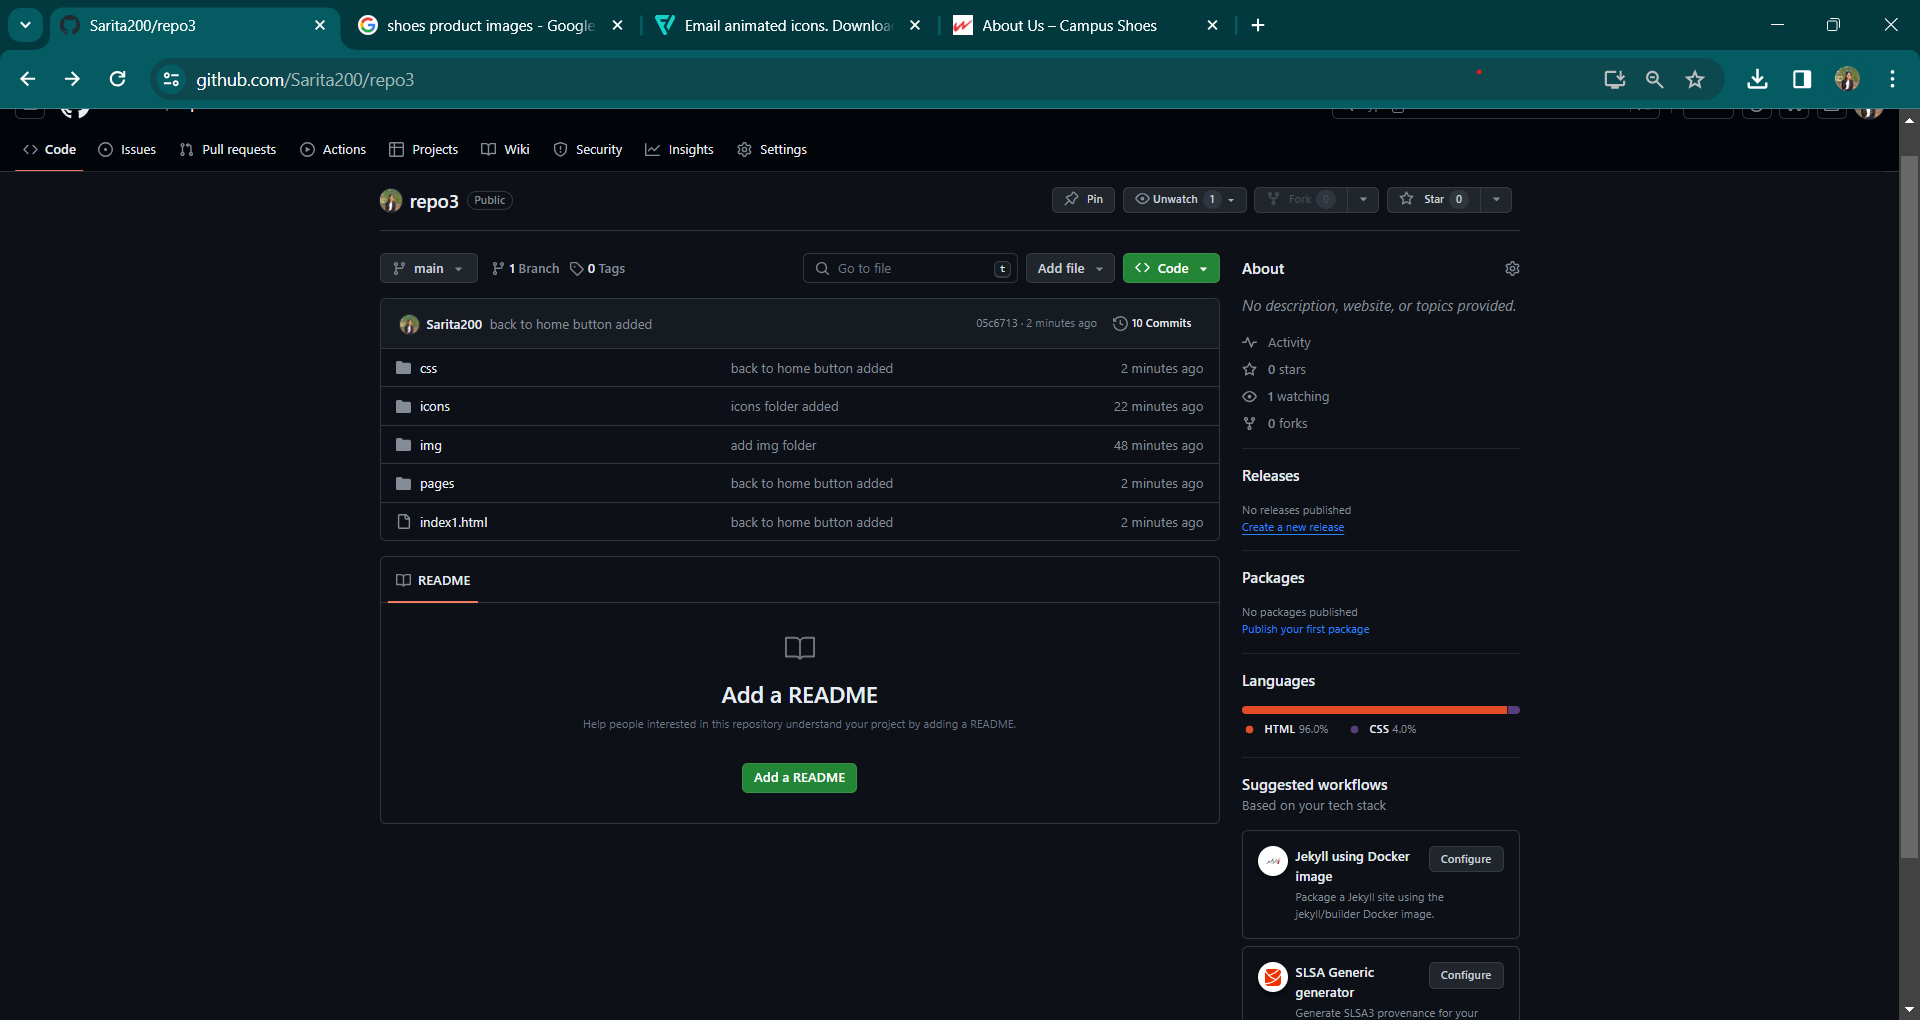 Sarita200/repo3
shoes product images - Google
Email animated icons. Downloa
About Us – Campus Shoes
github.com/Sarita200/repo3
Code
Issues
Pull requests
Actions
Projects
Wiki
Security
Insights
Settings
repo3 Public
Pin
Unwatch 1
Fork 0
Star 0
main
1 Branch
0 Tags
Go to file
t
Add file
Code
Sarita200 back to home button added
05c6713 · 2 minutes ago
10 Commits
css back to home button added 2 minutes ago
icons icons folder added 22 minutes ago
img add img folder 48 minutes ago
pages back to home button added 2 minutes ago
index1.html back to home button added 2 minutes ago
README
Add a README
Help people interested in this repository understand your project by adding a README.
Add a README
About
No description, website, or topics provided.
Activity
0 stars
1 watching
0 forks
Releases
No releases published
Create a new release
Packages
No packages published
Publish your first package
Languages
HTML 96.0%
CSS 4.0%
Suggested workflows
Based on your tech stack
Jekyll using Docker
image
Configure
Package a Jekyll site using the
jekyll/builder Docker image.
SLSA Generic
generator
Configure
Generate SLSA3 provenance for your